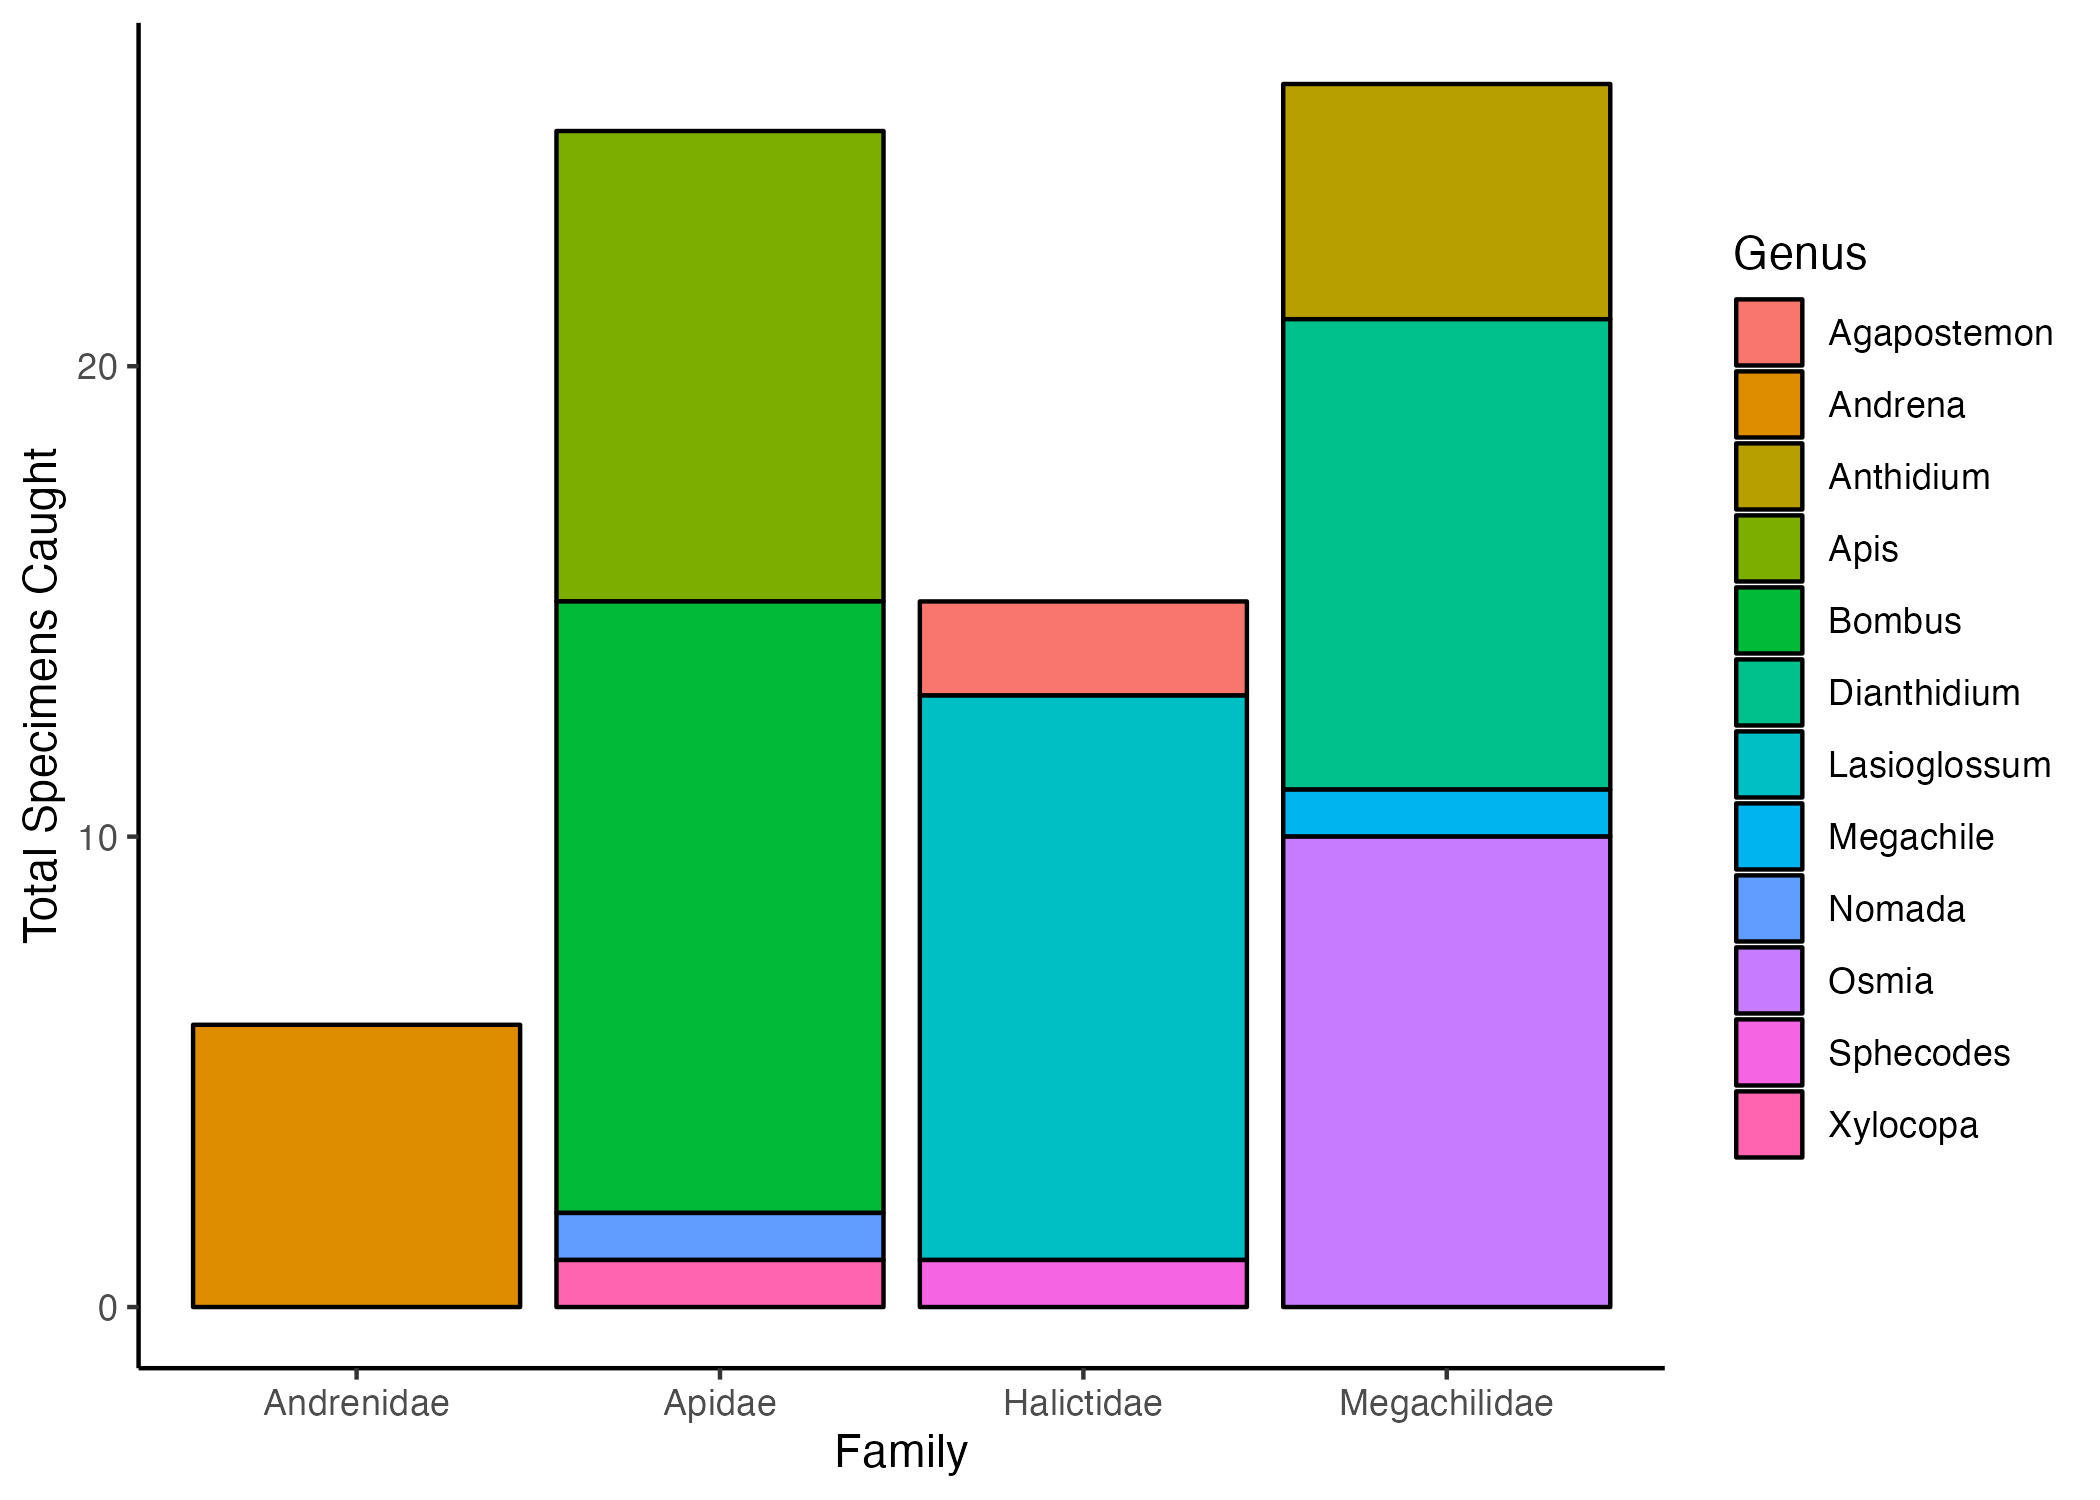 Total Specimens Caught
20
10
0
Andrenidae
Apidae
Halictidae
Megachilidae
Family
Genus
Agapostemon
Andrena
Anthidium
Apis
Bombus
Dianthidium
Lasioglossum
Megachile
Nomada
Osmia
Sphecodes
Xylocopa